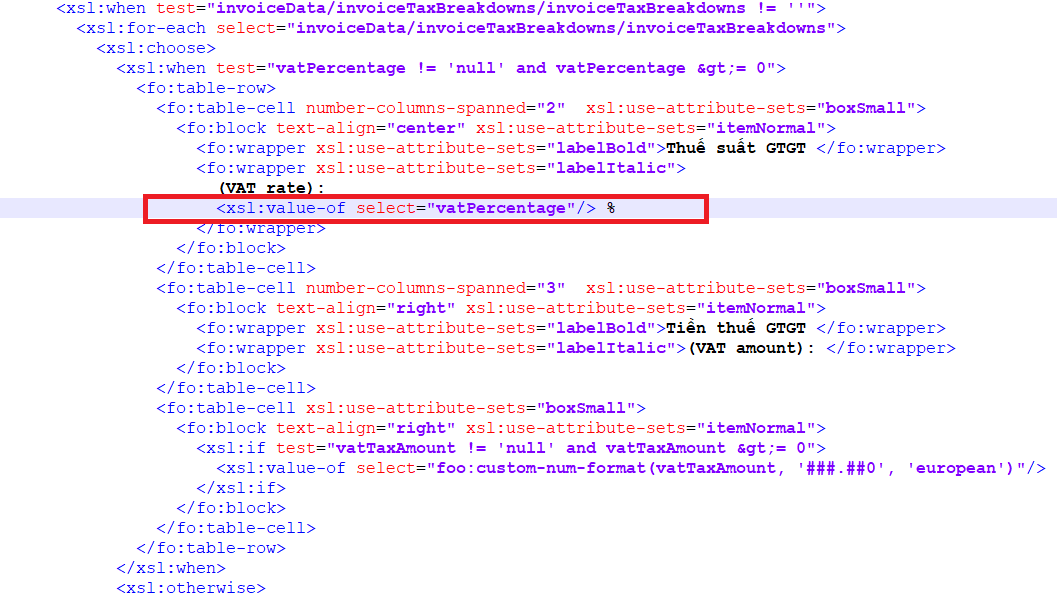 <xsl:when test="invoiceData/invoiceTaxBreakdowns/invoiceTaxBreakdowns != ''">
<xsl:for-each select="invoiceData/invoiceTaxBreakdowns/invoiceTaxBreakdowns">
<xsl:choose>
<xsl:when test="vatPercentage != 'null' and vatPercentage &gt;= 0">
<fo:table-row>
<fo:table-cell number-columns-spanned="2"  xsl:use-attribute-sets="boxSmall">
<fo:block text-align="center" xsl:use-attribute-sets="itemNormal">
<fo:wrapper xsl:use-attribute-sets="labelBold">Thuế suất GTGT </fo:wrapper>
<fo:wrapper xsl:use-attribute-sets="labelItalic">
(VAT rate):
<xsl:value-of select="vatPercentage"/> %
</fo:wrapper>
</fo:block>
</fo:table-cell>
<fo:table-cell number-columns-spanned="3"  xsl:use-attribute-sets="boxSmall">
<fo:block text-align="right" xsl:use-attribute-sets="itemNormal">
<fo:wrapper xsl:use-attribute-sets="labelBold">Tiền thuế GTGT </fo:wrapper>
<fo:wrapper xsl:use-attribute-sets="labelItalic">(VAT amount): </fo:wrapper>
</fo:block>
</fo:table-cell>
<fo:table-cell xsl:use-attribute-sets="boxSmall">
<fo:block text-align="right" xsl:use-attribute-sets="itemNormal">
<xsl:if test="vatTaxAmount != 'null' and vatTaxAmount &gt;= 0">
<xsl:value-of select="foo:custom-num-format(vatTaxAmount, '###.##0', 'european')"/>
</xsl:if>
</fo:block>
</fo:table-cell>
</fo:table-row>
</xsl:when>
<xsl:otherwise>